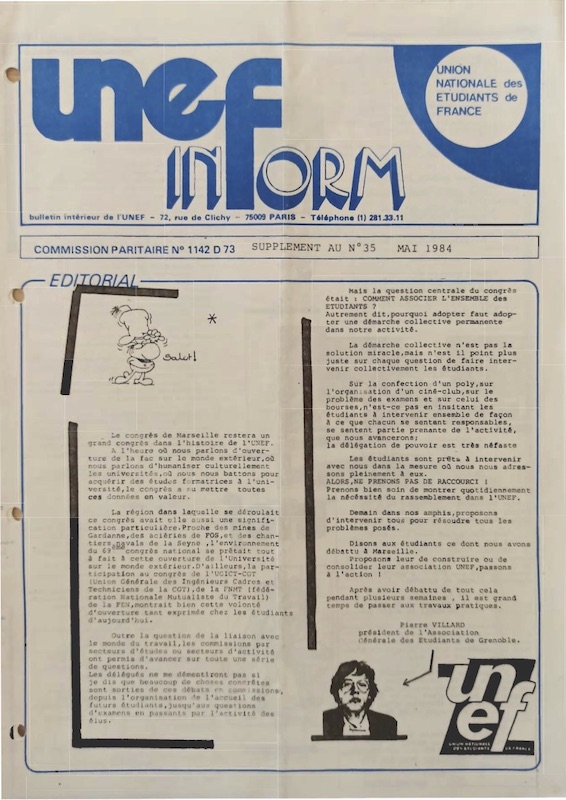 unef
INFORM
UNION
NATIONALE des
ETUDIANTS de
FRANCE
bulletin intérieur de l'UNEF - 72, rue de Clichy - 75009 PARIS - Téléphone (1) 281.33.11
COMMISSION PARITAIRE N° 1142 D 73 SUPPLEMENT AU N°35 MAI 1984
EDITORIAL
*
Salut!
Le congrès de Marseille restera un
grand congrès dans l'histoire de l'UNEF.
A l'heure où nous parlons d'ouver-
ture de la fac sur le monde extérieur,où
nous parlons d'humaniser culturellement
les universités,où nous nous battons pour
acquérir des études formatrices à l'uni-
versité,le congrès a su mettre toutes
ces données en valeur.
La région dans laquelle se déroulait
ce congrès avait elle aussi une signifi-
cation particulière.Proche des mines de
Gardanne,des aciéries de FOS,et des chan-
tiers navals de la Seyne ,l'environnement
du 69ème congrès national se prêtait tout
à fait à cette ouverture de l'Université
sur le monde extérieur.D'ailleurs,la par-
ticipation au congrès de l'UGICT-CGT
(Union Générale des Ingénieurs Cadres et
Techniciens de la CGT),de la FNMT (fédé-
ration Nationale Mutualiste du Travail)
de la FEN,montrait bien cette volonté
d'ouverture tant exprimée chez les étudiants
d'aujourd'hui.
Outre la question de la liaison avec
le monde du travail,les commissions par
secteurs d'études ou secteurs d'activité
ont permis d'avancer sur toute une série
de questions.
Les délégués ne me démentiront pas si
je dis que beaucoup de choses concrètes
sont sorties de ces débats en commissions,
depuis l'organisation de l'accueil des
futurs étudiants,jusqu'aux questions
d'examens en passants par l'activité des
élus.
Mais la question centrale du congrès
était : COMMENT ASSOCIER L'ENSEMBLE des
ETUDIANTS ?
Autrement dit,pourquoi adopter faut adop-
ter une démarche collective permanente
dans notre activité.
La démarche collective n'est pas la
solution miracle,mais n'est il point plus
juste sur chaque question de faire inter-
venir collectivement les étudiants.
Sur la confection d'un poly,sur
l'organisation d'un ciné-club,sur le
problème des examens et sur celui des
bourses,n'est-ce pas en insitant les
étudiants à intervenir ensemble de façon
à ce que chacun se sentant responsables,
se sentent partie prenante de l'activité,
que nous avancerons;
la délégation de pouvoir est très néfaste
Les étudiants sont prêts à intervenir
avec nous dans la mesure où nous nous adres-
sons pleinement à eux.
ALORS,NE PRENONS PAS DE RACCOURCI !
Prenons bien soin de montrer quotidiennement
la nécéssité du rassemblement dans l'UNEF.
Demain dans nos amphis,proposons
d'intervenir tous pour résoudre tous les
problèmes posés.
Disons aux étudiants ce dont nous avons
débattu à Marseille.
Proposons leur de construire ou de
consolider leur association UNEF,passons
à l'action !
Après avoir débattu de tout cela
pendant plusieurs semaines , il est grand
temps de passer aux travaux pratiques.
Pierre VILLARD
président de l'Association
Générale des Etudiants de Grenoble.
unef
UNION NATIONALE
DES ETUDIANTS DE FRANCE